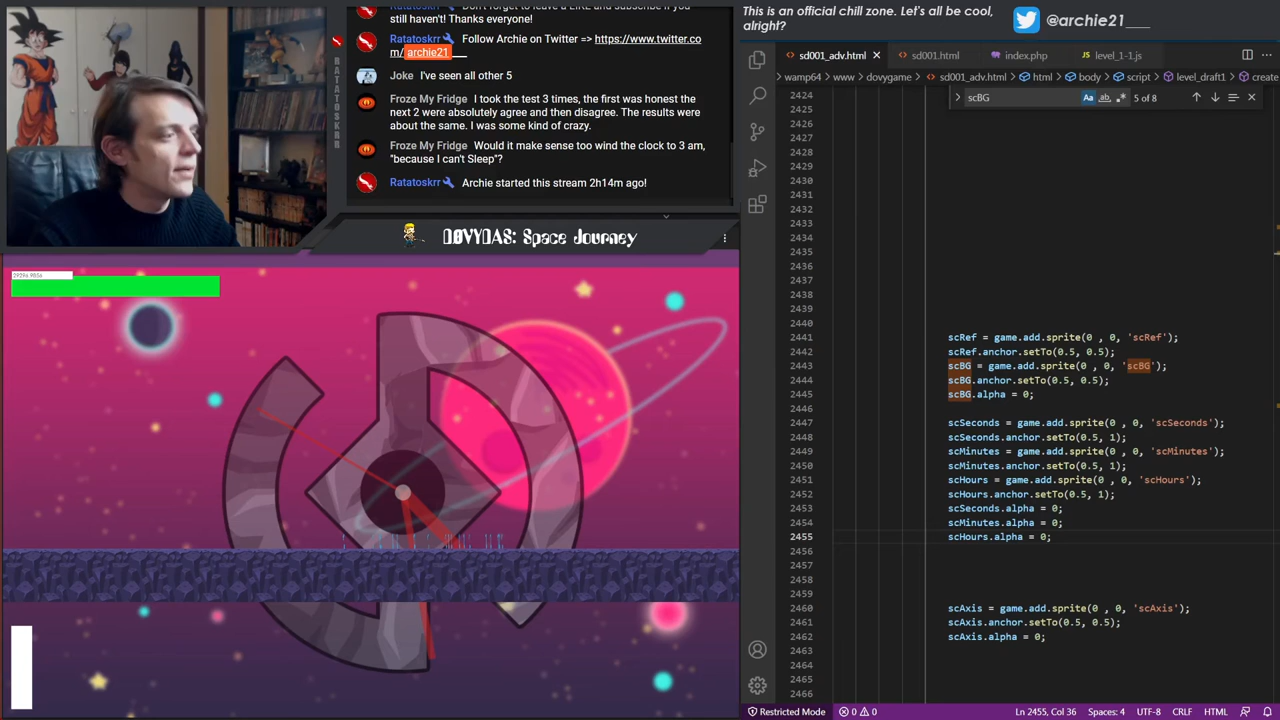 Don't forget to leave a LIKE and subscribe if you
still haven't! Thanks everyone!
Ratatoskrr Follow Archie on Twitter => https://www.twitter.co
m/archie21___
Joke I've seen all other 5
Froze My Fridge I took the test 3 times, the first was honest the
next 2 were absolutely agree and then disagree. The results were
about the same. I was some kind of crazy.
Froze My Fridge Would it make sense too wind the clock to 3 am,
"because I can't Sleep"?
Ratatoskrr Archie started this stream 2h14m ago!
RATATOSKR
DOVYDAS: Space Journey
This is an official chill zone. Let's all be cool,
alright?
@archie21___
sd001_adv.html
sd001.html
index.php
level_1-1.js
wamp64 > www > dovygame > sd001_adv.html > html > body > script > level_draft1 > create
scBG
Aa
ab
5 of 8
2424
2425
2426
2427
2428
2429
2430
2431
2432
2433
2434
2435
2436
2437
2438
2439
2440
2441 scRef = game.add.sprite(0 , 0, 'scRef');
2442 scRef.anchor.setTo(0.5, 0.5);
2443 scBG = game.add.sprite(0 , 0, 'scBG');
2444 scBG.anchor.setTo(0.5, 0.5);
2445 scBG.alpha = 0;
2446
2447 scSeconds = game.add.sprite(0 , 0, 'scSeconds');
2448 scSeconds.anchor.setTo(0.5, 1);
2449 scMinutes = game.add.sprite(0 , 0, 'scMinutes');
2450 scMinutes.anchor.setTo(0.5, 1);
2451 scHours = game.add.sprite(0 , 0, 'scHours');
2452 scHours.anchor.setTo(0.5, 1);
2453 scSeconds.alpha = 0;
2454 scMinutes.alpha = 0;
2455 scHours.alpha = 0;
2456
2457
2458
2459
2460 scAxis = game.add.sprite(0 , 0, 'scAxis');
2461 scAxis.anchor.setTo(0.5, 0.5);
2462 scAxis.alpha = 0;
2463
2464
2465
2466
Restricted Mode 0 0 Ln 2455, Col 36 Spaces: 4 UTF-8 CRLF HTML